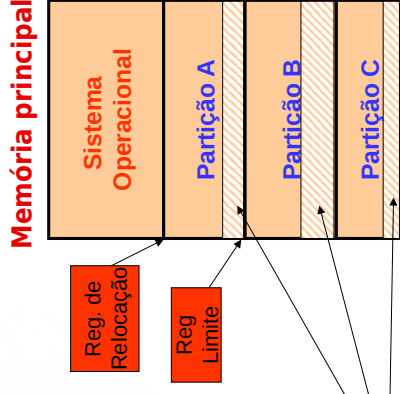 Memória principal
Sistema
Operacional
Partição A
Partição B
Partição C
Reg. de
Relocação
Reg
Limite